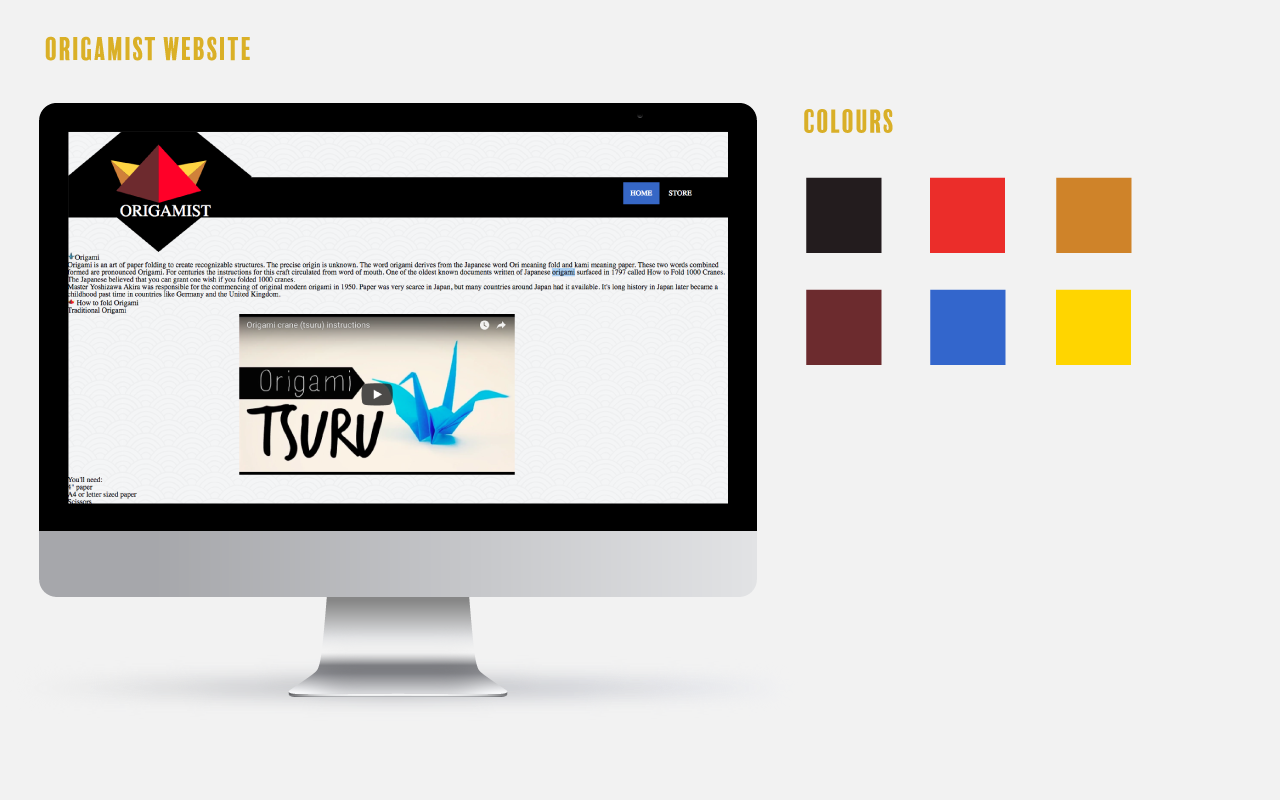 ORIGAMIST WEBSITE
COLOURS
ORIGAMIST
HOME
STORE
Origami
Origami is an art of paper folding to create recognizable structures. The precise origin is unknown. The word origami derives from the Japanese word Ori meaning fold and kami meaning paper. These two words combined
formed are pronounced Origami. For centuries the instructions for this craft circulated from word of mouth. One of the oldest known documents written of Japanese origami surfaced in 1797 called How to Fold 1000 Cranes.
The Japanese believed that you can grant one wish if you folded 1000 cranes.
Master Yoshizawa Akira was responsible for the commencing of original modern origami in 1950. Paper was very scarce in Japan, but many countries around Japan had it available. It's long history in Japan later became a
childhood past time in countries like Germany and the United Kingdom.
How to fold Origami
Traditional Origami
Origami crane (tsuru) instructions
Origami
TSURU
You'll need:
paper
A4 or letter sized paper
Scissors